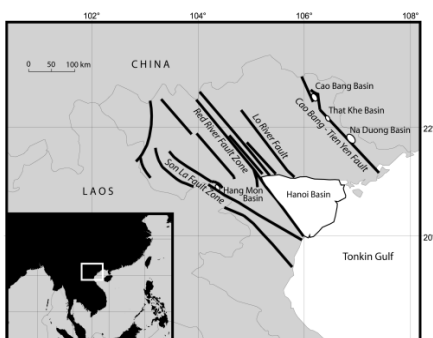 102°
104°
106°
108°
0 50 100 km
CHINA
Cao Bang Basin
That Khe Basin
Na Duong Basin
Cao Bang - Tien Yen Fault
Lo River Fault
Red River Fault Zone
22°
Son La Fault Zone
Hang Mon
Basin
Hanoi Basin
LAOS
20°
Tonkin Gulf